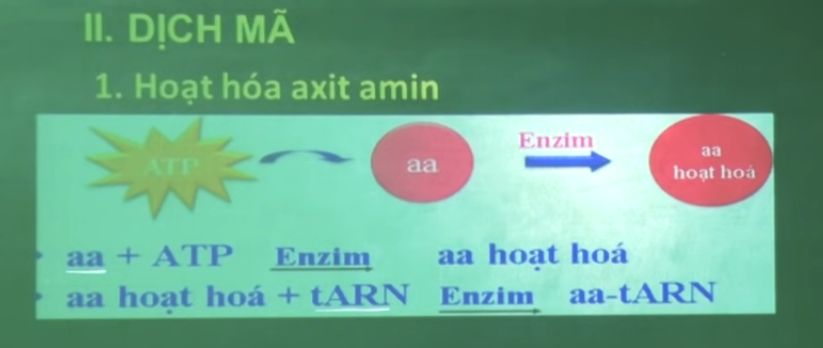 II. DỊCH MÃ
1. Hoạt hóa axit amin
ATP
aa
Enzim
aa
hoạt hoá
aa + ATP Enzim aa hoạt hoá
aa hoạt hoá + tARN Enzim aa-tARN